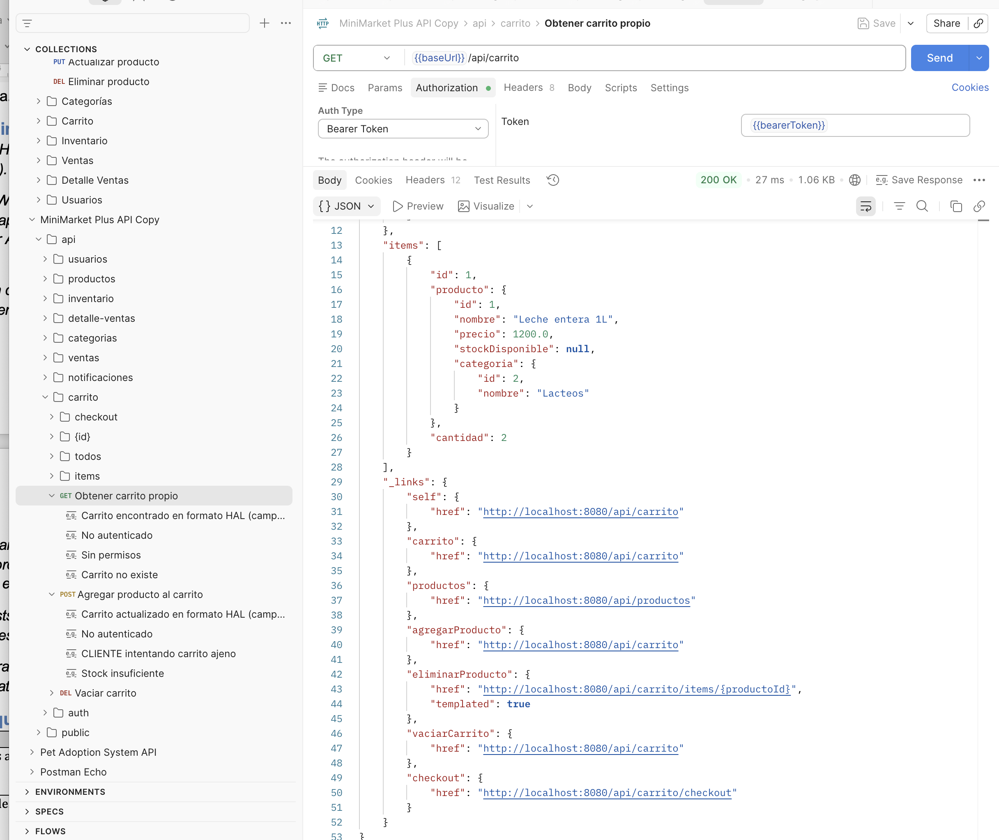 COLLECTIONS
PUT Actualizar producto
DEL Eliminar producto
Categorías
Carrito
Inventario
Ventas
Detalle Ventas
Usuarios
MiniMarket Plus API Copy
api
usuarios
productos
inventario
detalle-ventas
categorias
ventas
notificaciones
carrito
checkout
{id}
todos
items
GET Obtener carrito propio
e.g. Carrito encontrado en formato HAL (camp...
e.g. No autenticado
e.g. Sin permisos
e.g. Carrito no existe
POST Agregar producto al carrito
e.g. Carrito actualizado en formato HAL (camp...
e.g. No autenticado
e.g. CLIENTE intentando carrito ajeno
e.g. Stock insuficiente
DEL Vaciar carrito
auth
public
Pet Adoption System API
Postman Echo
ENVIRONMENTS
SPECS
FLOWS
HTTP MiniMarket Plus API Copy > api > carrito > Obtener carrito propio
Save Share
GET {{baseUrl}} /api/carrito Send
Docs Params Authorization Headers 8 Body Scripts Settings Cookies
Auth Type
Bearer Token
Token {{bearerToken}}
The authorization header will be
Body Cookies Headers 12 Test Results 200 OK • 27 ms • 1.06 KB • e.g. Save Response
{} JSON Preview Visualize
12 },
13 "items": [
14 {
15 "id": 1,
16 "producto": {
17 "id": 1,
18 "nombre": "Leche entera 1L",
19 "precio": 1200.0,
20 "stockDisponible": null,
21 "categoria": {
22 "id": 2,
23 "nombre": "Lacteos"
24 }
25 },
26 "cantidad": 2
27 }
28 ],
29 "_links": {
30 "self": {
31 "href": "http://localhost:8080/api/carrito"
32 },
33 "carrito": {
34 "href": "http://localhost:8080/api/carrito"
35 },
36 "productos": {
37 "href": "http://localhost:8080/api/productos"
38 },
39 "agregarProducto": {
40 "href": "http://localhost:8080/api/carrito"
41 },
42 "eliminarProducto": {
43 "href": "http://localhost:8080/api/carrito/items/{productoId}",
44 "templated": true
45 },
46 "vaciarCarrito": {
47 "href": "http://localhost:8080/api/carrito"
48 },
49 "checkout": {
50 "href": "http://localhost:8080/api/carrito/checkout"
51 }
52 }
53 }